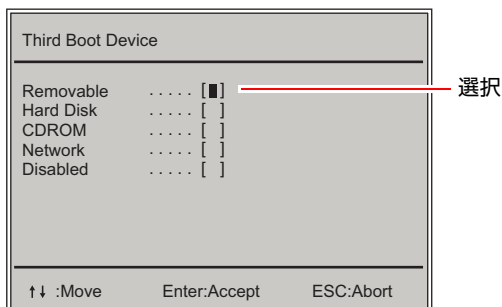 Third Boot Device
Removable ..... [■] 選択
Hard Disk ..... [ ]
CDROM ..... [ ]
Network ..... [ ]
Disabled ..... [ ]
↑↓ :Move Enter:Accept ESC:Abort